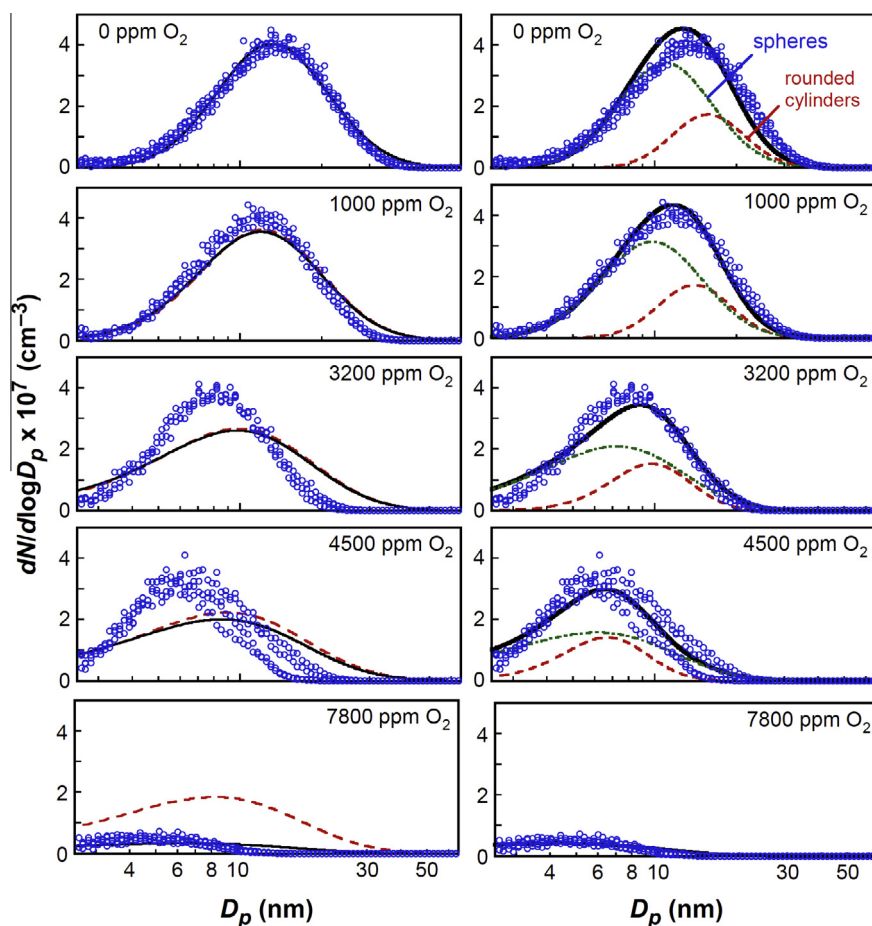 0 ppm O₂
4
2
0
1000 ppm O₂
4
2
0
3200 ppm O₂
4
2
0
4500 ppm O₂
4
2
0
7800 ppm O₂
4
2
0
4 6 8 10 30 50
Dp (nm)
dN/dlogDp x 10⁷ (cm⁻³)
0 ppm O₂
spheres
rounded
cylinders
4
2
0
1000 ppm O₂
4
2
0
3200 ppm O₂
4
2
0
4500 ppm O₂
4
2
0
7800 ppm O₂
4
2
0
4 6 8 10 30 50
Dp (nm)